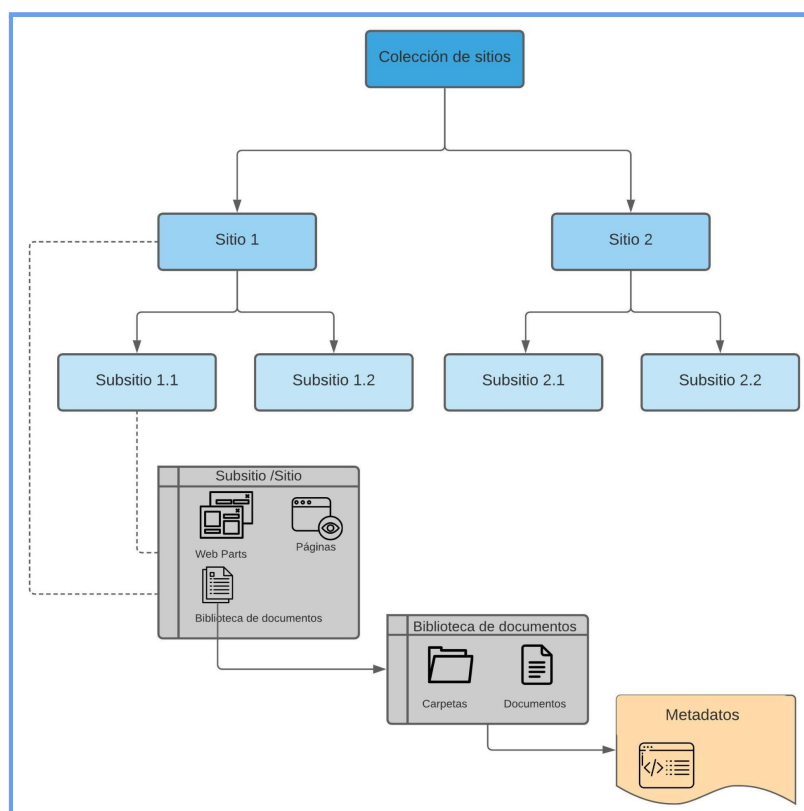 Colección de sitios
Sitio 1
Sitio 2
Subsitio 1.1
Subsitio 1.2
Subsitio 2.1
Subsitio 2.2
Subsitio /Sitio
Web Parts
Páginas
Biblioteca de documentos
Biblioteca de documentos
Carpetas
Documentos
Metadatos